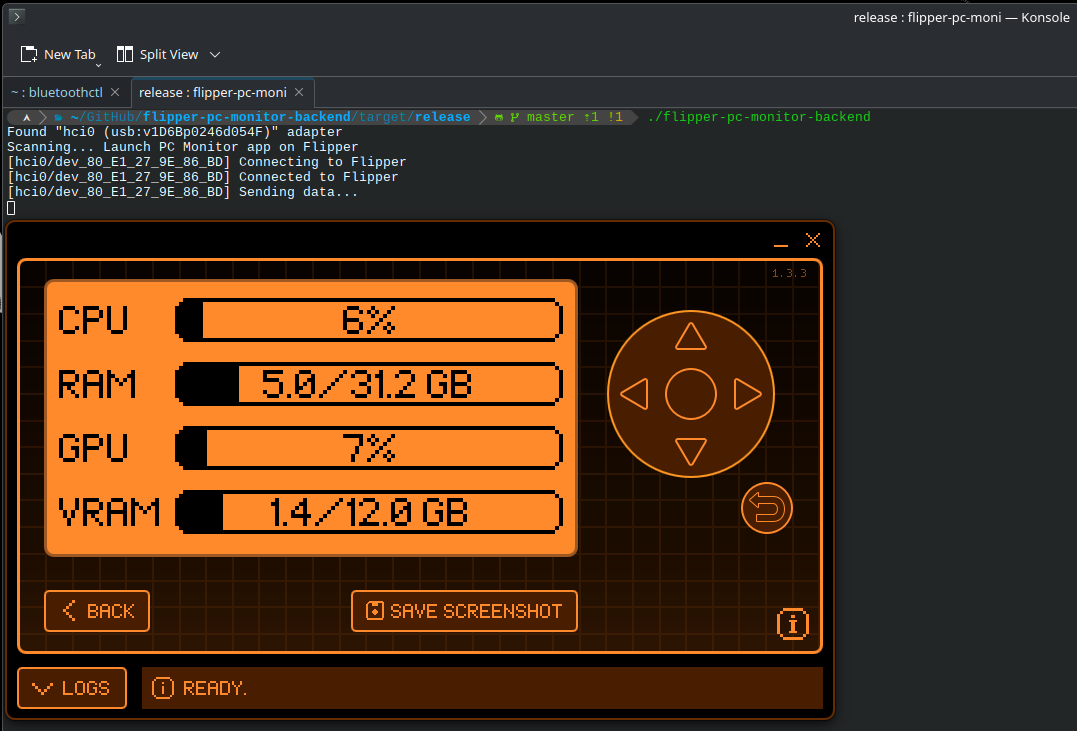 release : flipper-pc-moni — Konsole
New Tab Split View
~ : bluetoothctl release : flipper-pc-moni
~/GitHub/flipper-pc-monitor-backend/target/release master ↑1 !1 ./flipper-pc-monitor-backend
Found "hci0 (usb:v1D6Bp0246d054F)" adapter
Scanning... Launch PC Monitor app on Flipper
[hci0/dev_80_E1_27_9E_86_BD] Connecting to Flipper
[hci0/dev_80_E1_27_9E_86_BD] Connected to Flipper
[hci0/dev_80_E1_27_9E_86_BD] Sending data...
1.3.3
CPU 6%
RAM 5.0/31.2 GB
GPU 7%
VRAM 1.4/12.0 GB
BACK SAVE SCREENSHOT
LOGS READY.